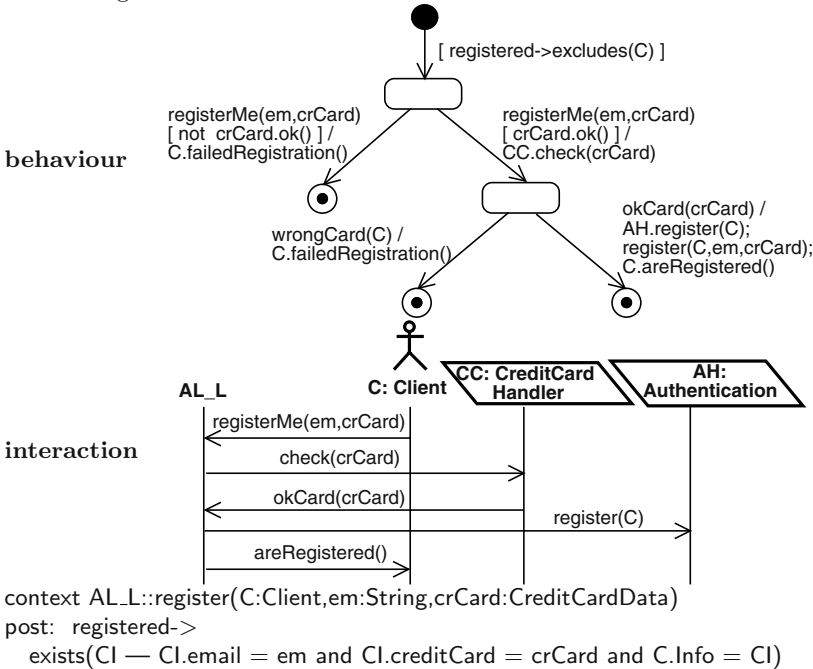 [ registered->excludes(C) ]
registerMe(em,crCard)
[ not crCard.ok() ] /
C.failedRegistration()
registerMe(em,crCard)
[ crCard.ok() ] /
CC.check(crCard)
behaviour
wrongCard(C) /
C.failedRegistration()
okCard(crCard) /
AH.register(C);
register(C,em,crCard);
C.areRegistered()
AL_L
C: Client
CC: CreditCard
Handler
AH:
Authentication
registerMe(em,crCard)
interaction
check(crCard)
okCard(crCard)
register(C)
areRegistered()
context AL_L::register(C:Client,em:String,crCard:CreditCardData)
post: registered->
exists(CI — CI.email = em and CI.creditCard = crCard and C.Info = CI)